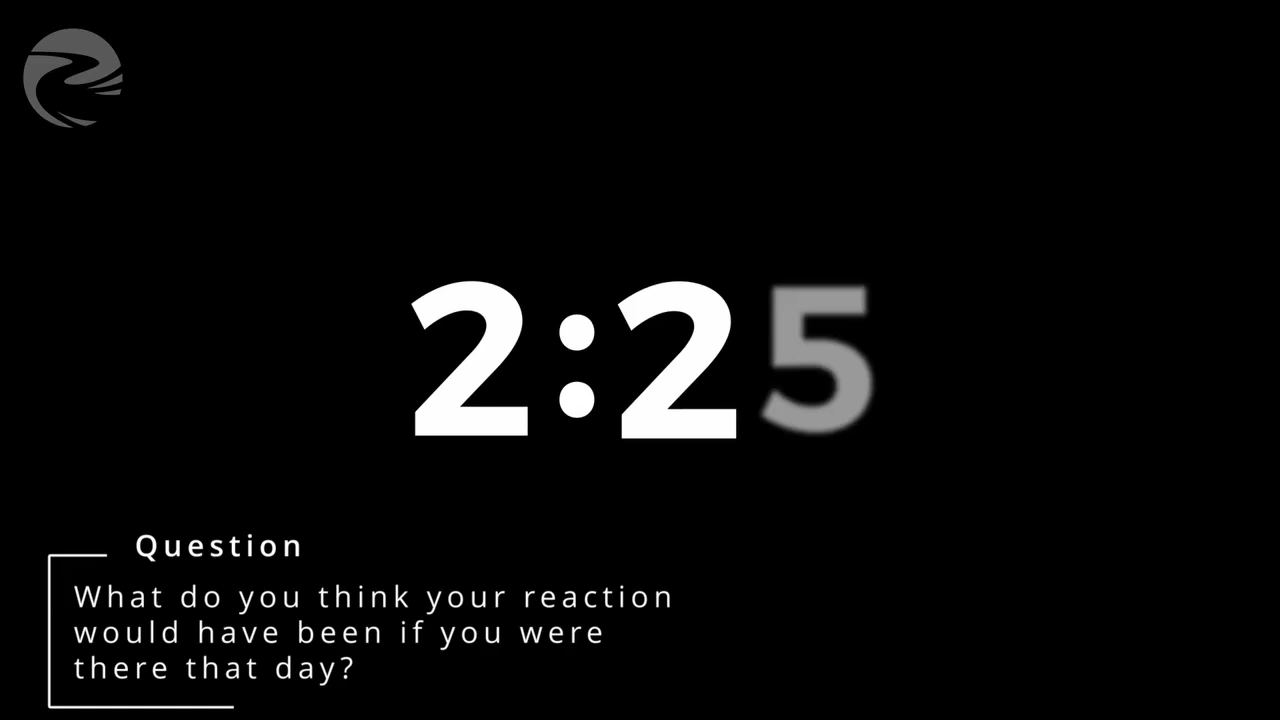 2:25
Question
What do you think your reaction
would have been if you were
there that day?